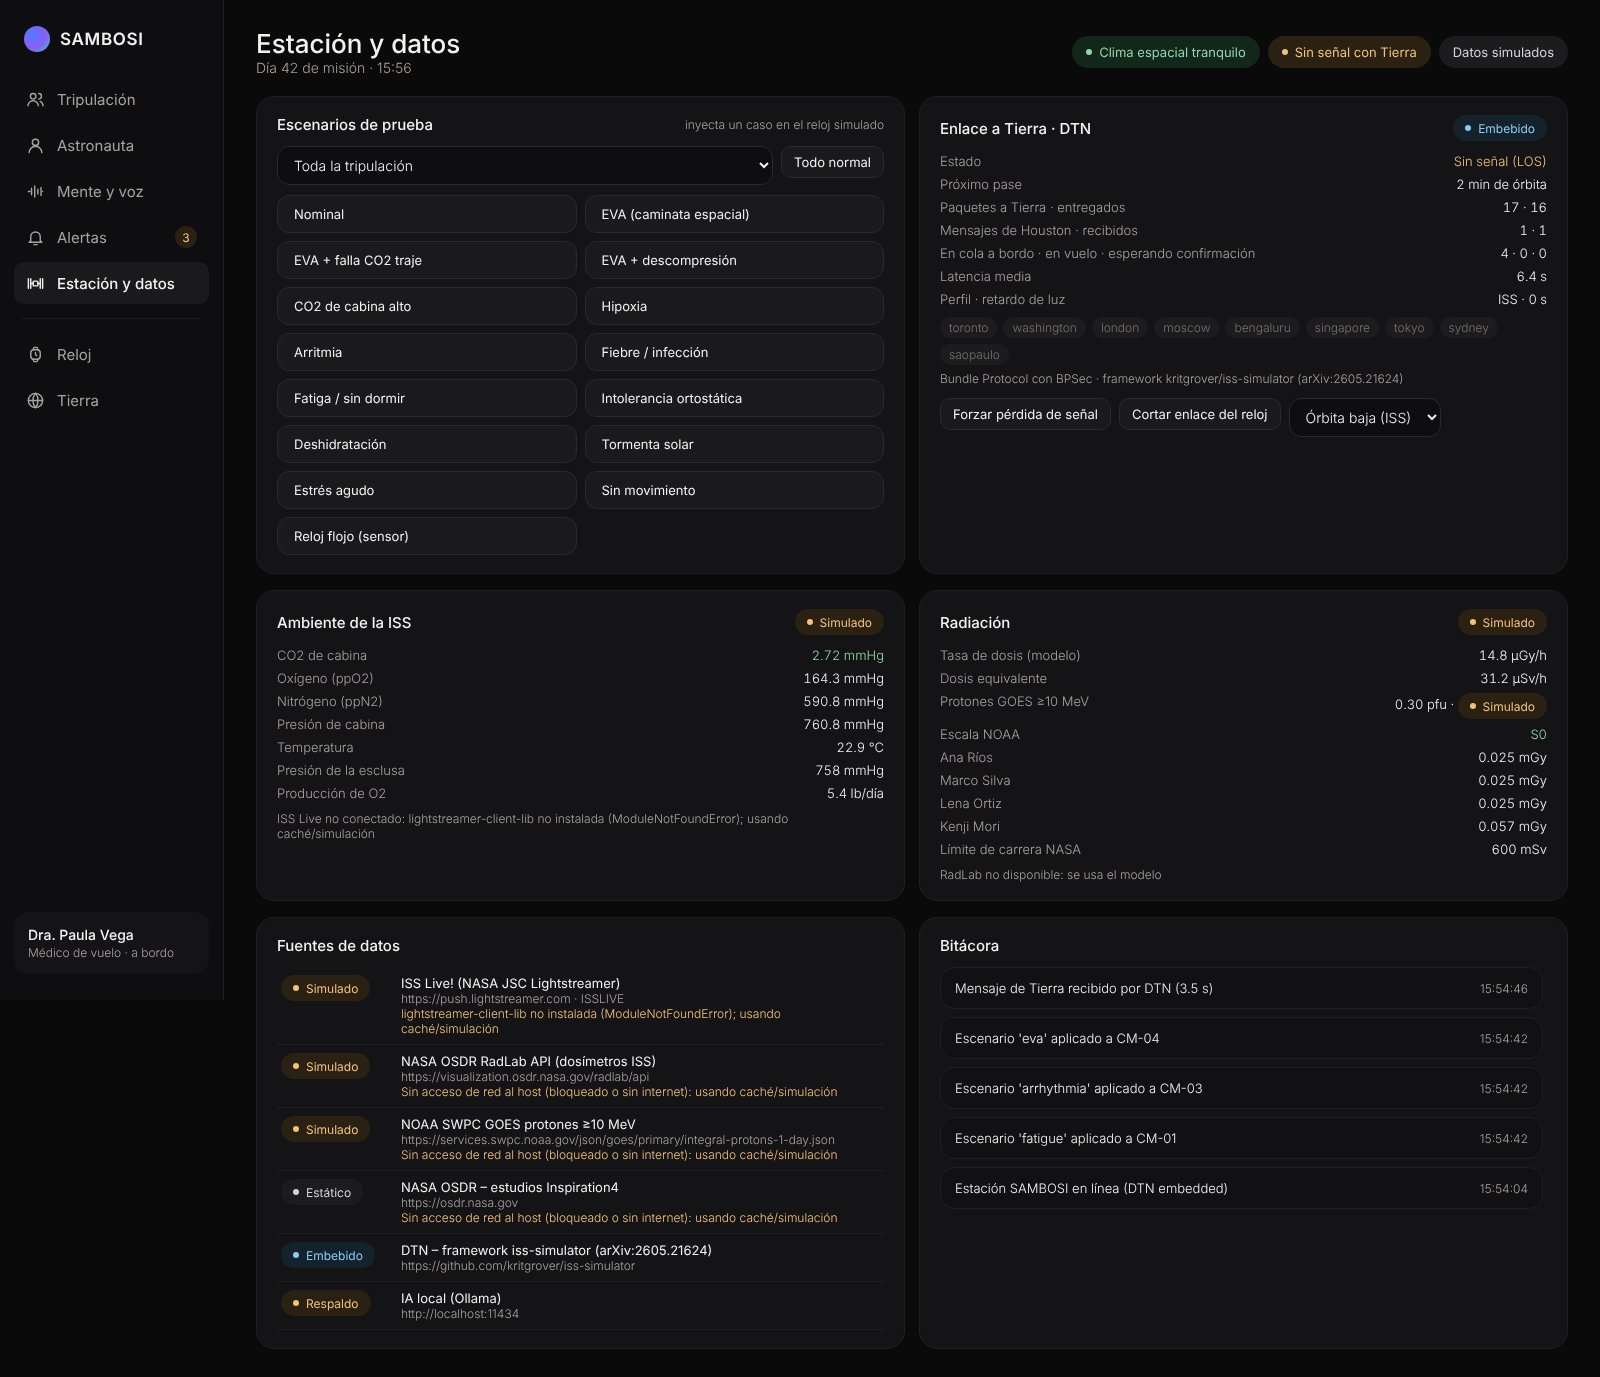 SAMBOSI
Tripulación
Astronauta
Mente y voz
Alertas
3
Estación y datos
Reloj
Tierra
Dra. Paula Vega
Médico de vuelo · a bordo
Estación y datos
Día 42 de misión · 15:56
Clima espacial tranquilo
Sin señal con Tierra
Datos simulados
Escenarios de prueba
inyecta un caso en el reloj simulado
Toda la tripulación
Todo normal
Nominal
EVA (caminata espacial)
EVA + falla CO2 traje
EVA + descompresión
CO2 de cabina alto
Hipoxia
Arritmia
Fiebre / infección
Fatiga / sin dormir
Intolerancia ortostática
Deshidratación
Tormenta solar
Estrés agudo
Sin movimiento
Reloj flojo (sensor)
Enlace a Tierra · DTN
Embebido
Estado
Sin señal (LOS)
Próximo pase
2 min de órbita
Paquetes a Tierra · entregados
17 · 16
Mensajes de Houston · recibidos
1 · 1
En cola a bordo · en vuelo · esperando confirmación
4 · 0 · 0
Latencia media
6.4 s
Perfil · retardo de luz
ISS · 0 s
toronto
washington
london
moscow
bengaluru
singapore
tokyo
sydney
saopaulo
Bundle Protocol con BPSec · framework kritgrover/iss-simulator (arXiv:2605.21624)
Forzar pérdida de señal
Cortar enlace del reloj
Órbita baja (ISS)
Ambiente de la ISS
Simulado
CO2 de cabina
2.72 mmHg
Oxígeno (ppO2)
164.3 mmHg
Nitrógeno (ppN2)
590.8 mmHg
Presión de cabina
760.8 mmHg
Temperatura
22.9 °C
Presión de la esclusa
758 mmHg
Producción de O2
5.4 lb/día
ISS Live no conectado: lightstreamer-client-lib no instalada (ModuleNotFoundError); usando
caché/simulación
Radiación
Simulado
Tasa de dosis (modelo)
14.8 µGy/h
Dosis equivalente
31.2 µSv/h
Protones GOES ≥10 MeV
0.30 pfu ·
Simulado
Escala NOAA
S0
Ana Ríos
0.025 mGy
Marco Silva
0.025 mGy
Lena Ortiz
0.025 mGy
Kenji Mori
0.057 mGy
Límite de carrera NASA
600 mSv
RadLab no disponible: se usa el modelo
Fuentes de datos
Simulado
ISS Live! (NASA JSC Lightstreamer)
https://push.lightstreamer.com · ISSLIVE
lightstreamer-client-lib no instalada (ModuleNotFoundError); usando
caché/simulación
Simulado
NASA OSDR RadLab API (dosímetros ISS)
https://visualization.osdr.nasa.gov/radlab/api
Sin acceso de red al host (bloqueado o sin internet): usando caché/simulación
Simulado
NOAA SWPC GOES protones ≥10 MeV
https://services.swpc.noaa.gov/json/goes/primary/integral-protons-1-day.json
Sin acceso de red al host (bloqueado o sin internet): usando caché/simulación
Estático
NASA OSDR – estudios Inspiration4
https://osdr.nasa.gov
Sin acceso de red al host (bloqueado o sin internet): usando caché/simulación
Embebido
DTN – framework iss-simulator (arXiv:2605.21624)
https://github.com/kritgrover/iss-simulator
Respaldo
IA local (Ollama)
http://localhost:11434
Bitácora
Mensaje de Tierra recibido por DTN (3.5 s)
15:54:46
Escenario 'eva' aplicado a CM-04
15:54:42
Escenario 'arrhythmia' aplicado a CM-03
15:54:42
Escenario 'fatigue' aplicado a CM-01
15:54:42
Estación SAMBOSI en línea (DTN embedded)
15:54:04